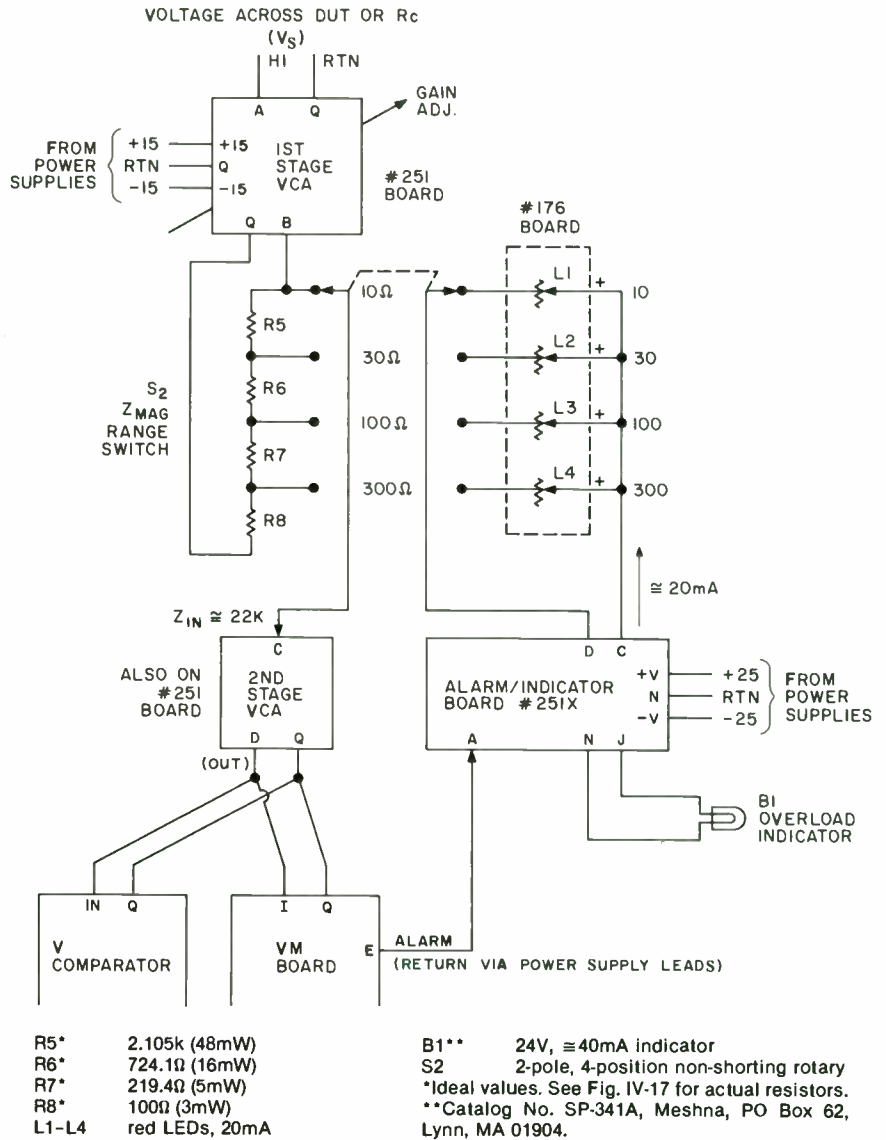 VOLTAGE ACROSS DUT OR Rc
(VS)
HI RTN
A Q
GAIN
ADJ.
FROM
POWER
SUPPLIES
+15
RTN
-15
+15
Q
-15
1ST
STAGE
VCA
#251
BOARD
Q B
#176
BOARD
R5
R6
R7
R8
S2
ZMAG
RANGE
SWITCH
10Ω
30Ω
100Ω
300Ω
L1 + 10
L2 + 30
L3 + 100
L4 + 300
≅ 20mA
ZIN ≅ 22K
C
ALSO ON
#251
BOARD
2ND
STAGE
VCA
D Q
(OUT)
D C
ALARM/INDICATOR
BOARD #251X
+V
N
-V
+25
RTN
-25
FROM
POWER
SUPPLIES
A N J
B1
OVERLOAD
INDICATOR
IN Q
V
COMPARATOR
I Q
VM
BOARD
E
ALARM
(RETURN VIA POWER SUPPLY LEADS)
R5* 2.105k (48mW)
R6* 724.1Ω (16mW)
R7* 219.4Ω (5mW)
R8* 100Ω (3mW)
L1-L4 red LEDs, 20mA
B1** 24V, ≅40mA indicator
S2 2-pole, 4-position non-shorting rotary
*Ideal values. See Fig. IV-17 for actual resistors.
**Catalog No. SP-341A, Meshna, PO Box 62,
Lynn, MA 01904.